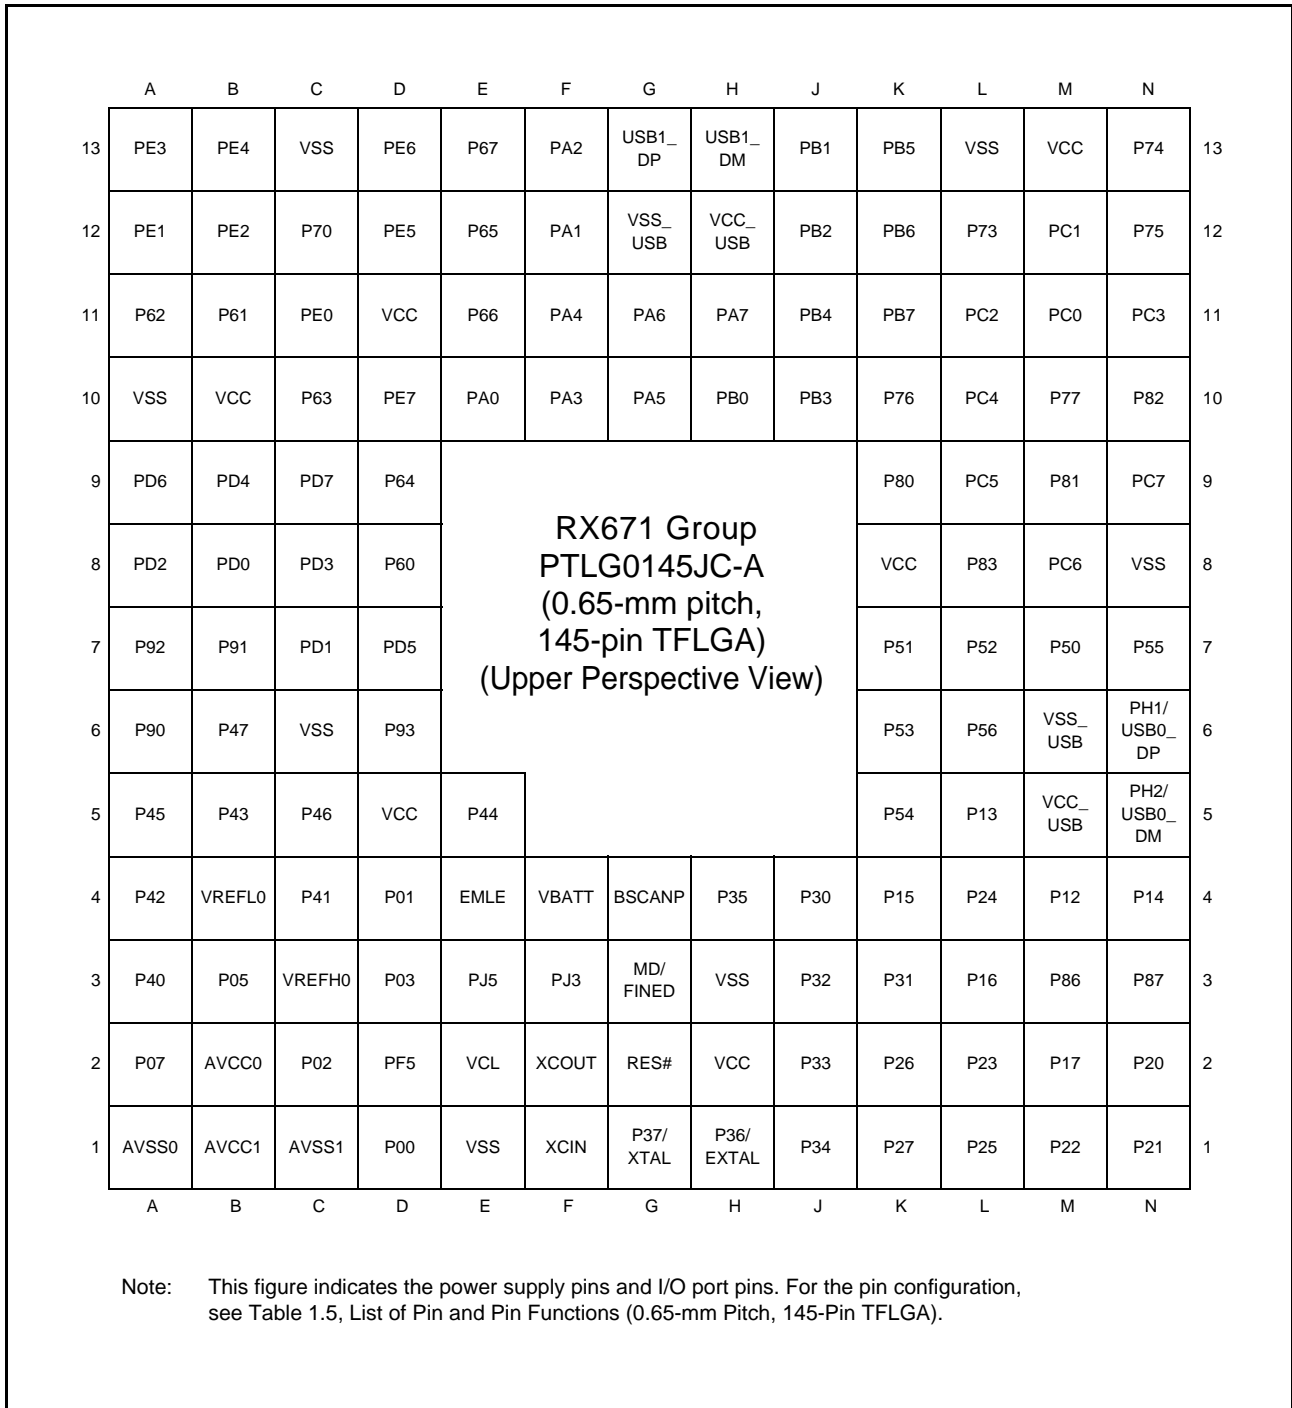 A B C D E F G H J K L M N
13 PE3 PE4 VSS PE6 P67 PA2 USB1_ DP USB1_ DM PB1 PB5 VSS VCC P74 13
12 PE1 PE2 P70 PE5 P65 PA1 VSS_ USB VCC_ USB PB2 PB6 P73 PC1 P75 12
11 P62 P61 PE0 VCC P66 PA4 PA6 PA7 PB4 PB7 PC2 PC0 PC3 11
10 VSS VCC P63 PE7 PA0 PA3 PA5 PB0 PB3 P76 PC4 P77 P82 10
9 PD6 PD4 PD7 P64 P80 PC5 P81 PC7 9
8 PD2 PD0 PD3 P60 VCC P83 PC6 VSS 8
7 P92 P91 PD1 PD5 P51 P52 P50 P55 7
6 P90 P47 VSS P93 P53 P56 VSS_ USB PH1/ USB0_ DP 6
5 P45 P43 P46 VCC P44 P54 P13 VCC_ USB PH2/ USB0_ DM 5
RX671 Group
PTLG0145JC-A
(0.65-mm pitch,
145-pin TFLGA)
(Upper Perspective View)
4 P42 VREFL0 P41 P01 EMLE VBATT BSCANP P35 P30 P15 P24 P12 P14 4
3 P40 P05 VREFH0 P03 PJ5 PJ3 MD/ FINED VSS P32 P31 P16 P86 P87 3
2 P07 AVCC0 P02 PF5 VCL XCOUT RES# VCC P33 P26 P23 P17 P20 2
1 AVSS0 AVCC1 AVSS1 P00 VSS XCIN P37/ XTAL P36/ EXTAL P34 P27 P25 P22 P21 1
A B C D E F G H J K L M N
Note: This figure indicates the power supply pins and I/O port pins. For the pin configuration,
see Table 1.5, List of Pin and Pin Functions (0.65-mm Pitch, 145-Pin TFLGA).